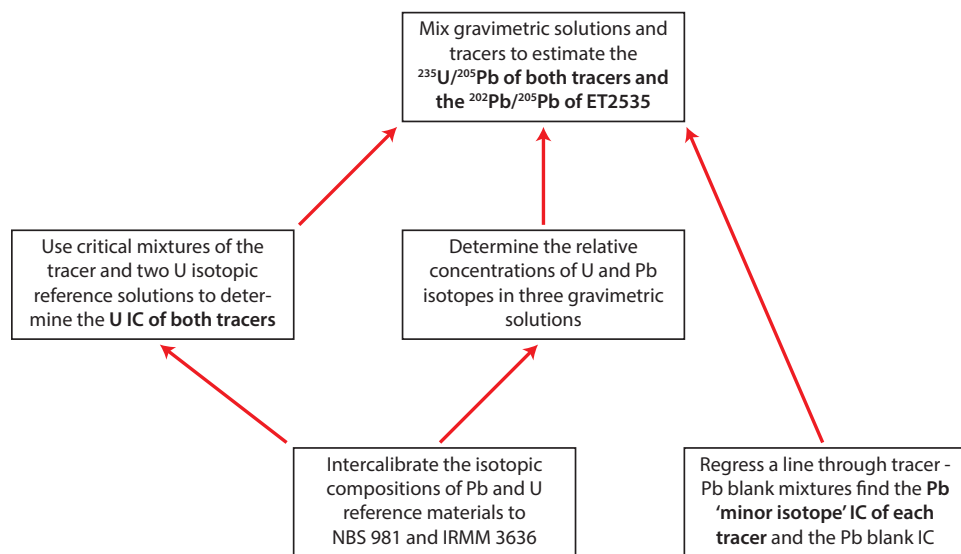 Mix gravimetric solutions and
tracers to estimate the
²³⁵U/²⁰⁵Pb of both tracers and
the ²⁰²Pb/²⁰⁵Pb of ET2535
Use critical mixtures of the
tracer and two U isotopic
reference solutions to deter-
mine the U IC of both tracers
Determine the relative
concentrations of U and Pb
isotopes in three gravimetric
solutions
Intercalibrate the isotopic
compositions of Pb and U
reference materials to
NBS 981 and IRMM 3636
Regress a line through tracer -
Pb blank mixtures find the Pb
‘minor isotope’ IC of each
tracer and the Pb blank IC